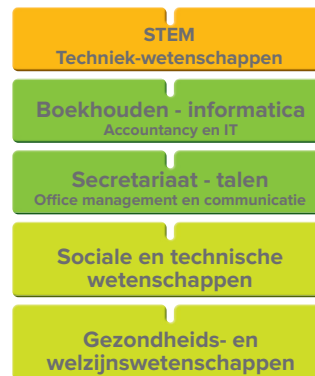 STEM
Techniek-wetenschappen
Boekhouden - informatica
Accountancy en IT
Secretariaat - talen
Office management en communicatie
Sociale en technische
wetenschappen
Gezondheids- en
welzijnswetenschappen